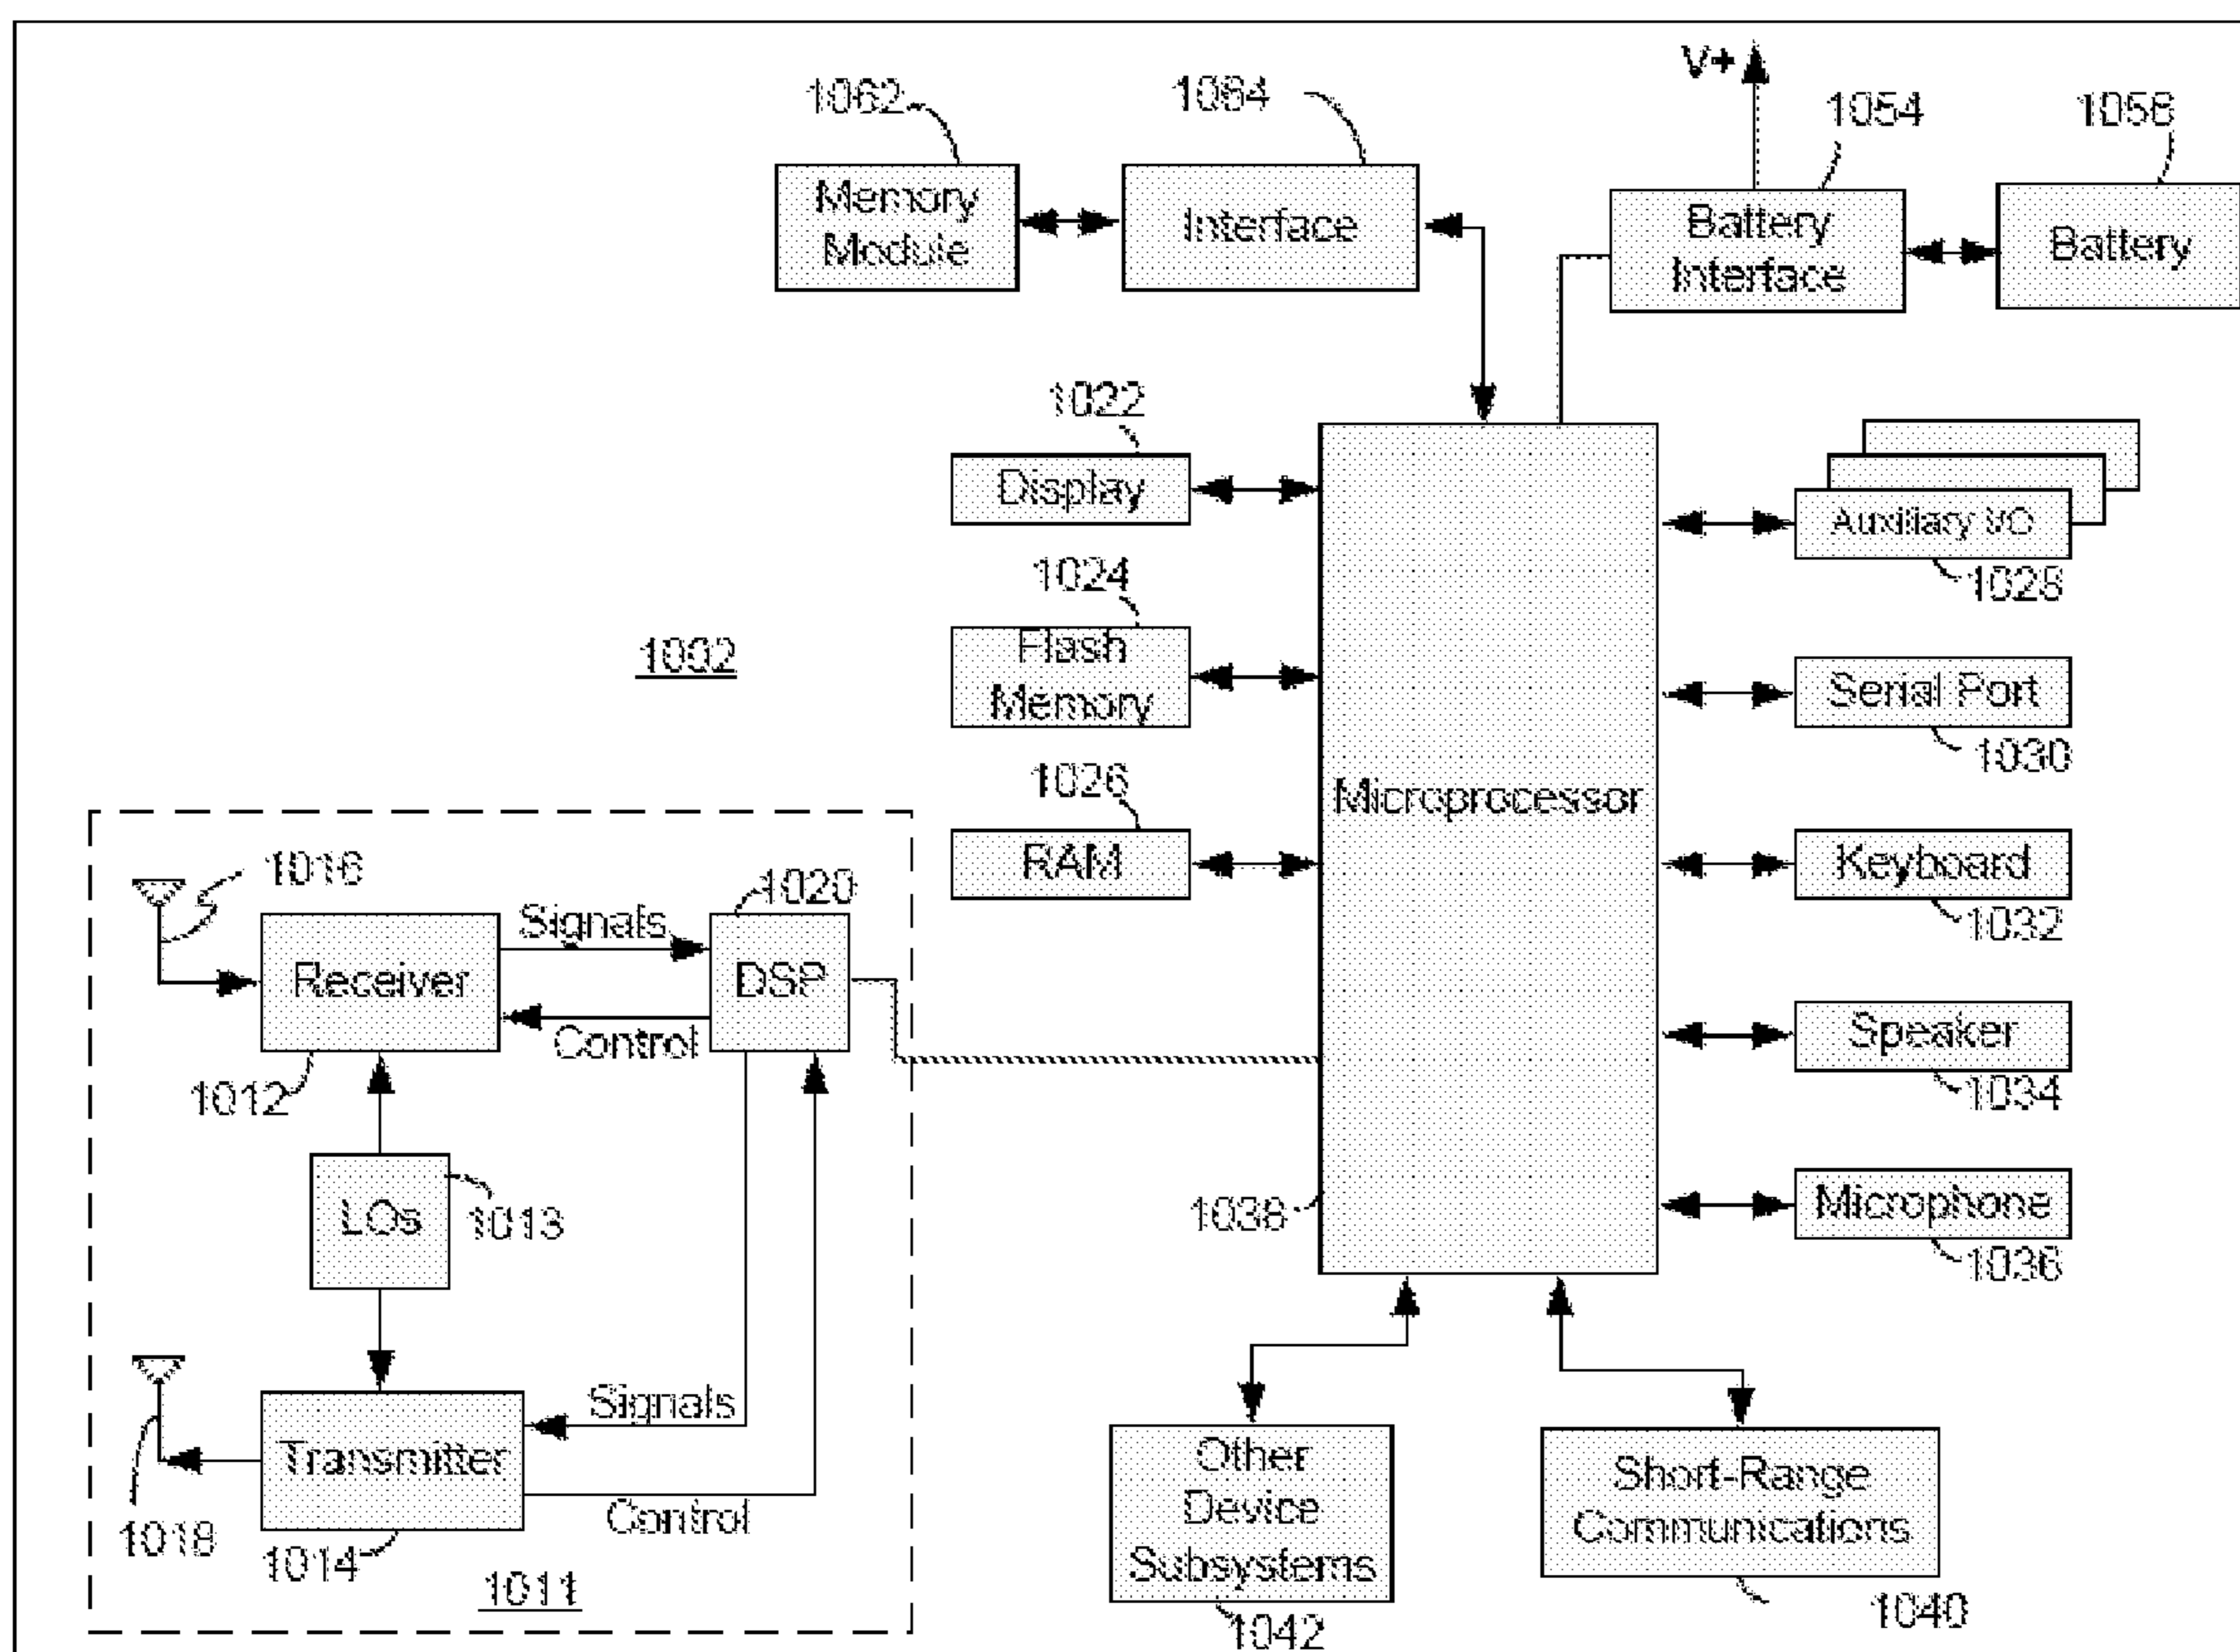 V+
1062
1064
1054
1056
Memory
Module
Interface
Battery
Interface
Battery
1022
Display
Auxiliary I/O
1028
1024
Flash
Memory
1002
Serial Port
1030
1026
RAM
Microprocessor
Keyboard
1032
1016
1020
Signals
Receiver
DSP
Control
1012
Speaker
1034
LOs
1013
1038
Microphone
1036
Signals
Transmitter
Control
1018
1014
1011
Other
Device
Subsystems
1042
Short-Range
Communications
1040